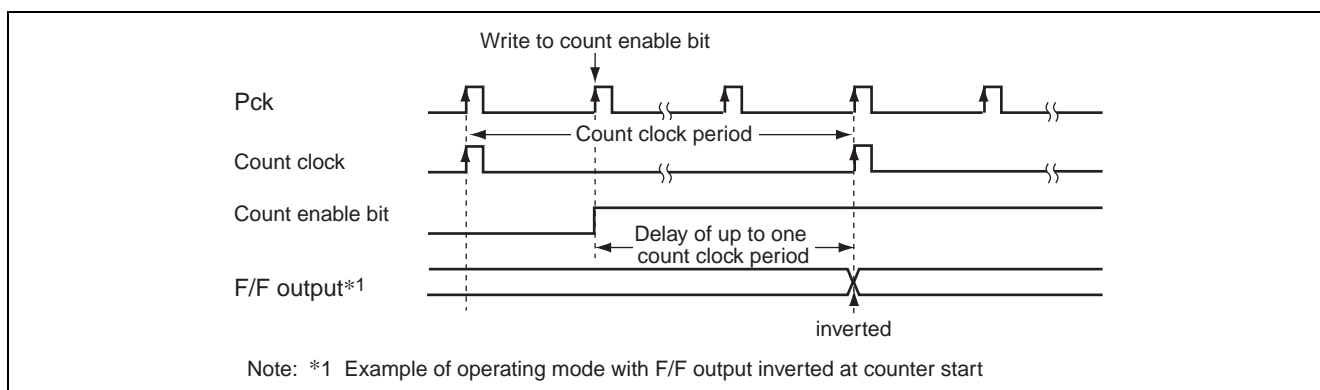 Write to count enable bit
Pck
Count clock period
Count clock
Count enable bit
Delay of up to one
count clock period
F/F output*1
inverted
Note: *1 Example of operating mode with F/F output inverted at counter start